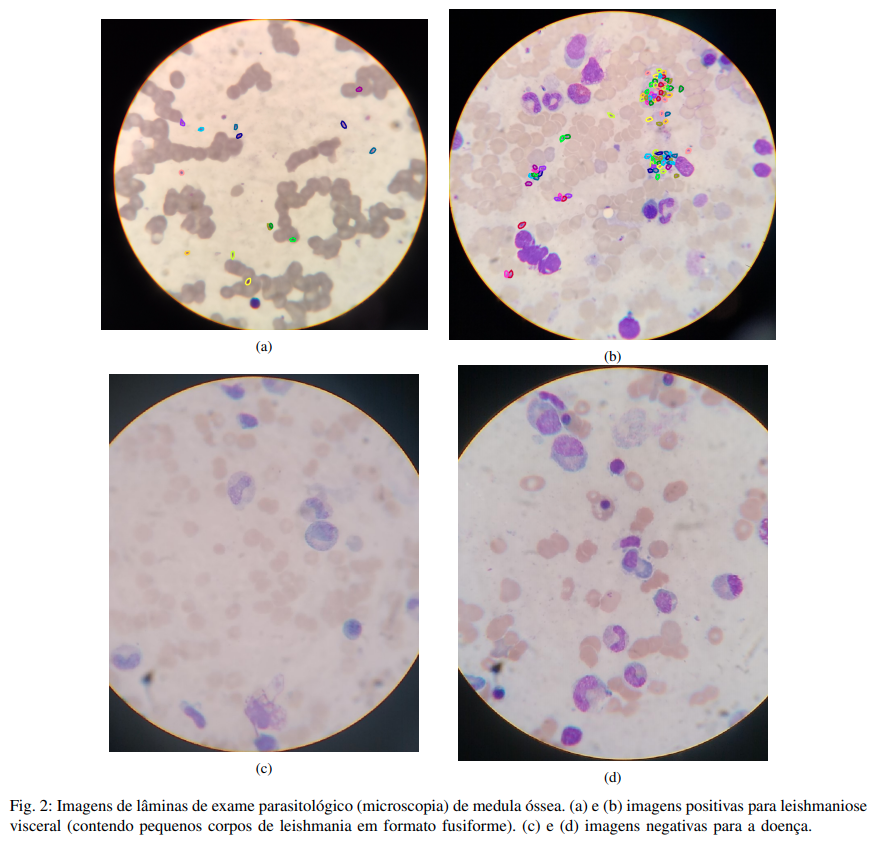 (a)
(b)
(c)
(d)
Fig. 2: Imagens de lâminas de exame parasitológico (microscopia) de medula óssea. (a) e (b) imagens positivas para leishmaniose
visceral (contendo pequenos corpos de leishmania em formato fusiforme). (c) e (d) imagens negativas para a doença.